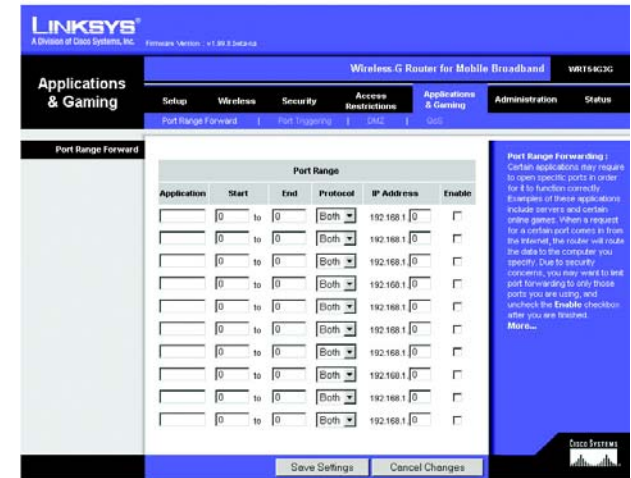 LINKSYS®
A Division of Cisco Systems, Inc.
Firmware Version : v1.99.8
Wireless-G Router for Mobile Broadband WRT54G3G
Applications & Gaming
Setup Wireless Security Access Restrictions Applications & Gaming Administration Status
Port Range Forward | Port Triggering | DMZ | QoS
Port Range Forward
Port Range
Application Start End Protocol IP Address Enable
0 to 0 Both 192.168.1. 0
0 to 0 Both 192.168.1. 0
0 to 0 Both 192.168.1. 0
0 to 0 Both 192.168.1. 0
0 to 0 Both 192.168.1. 0
0 to 0 Both 192.168.1. 0
0 to 0 Both 192.168.1. 0
0 to 0 Both 192.168.1. 0
0 to 0 Both 192.168.1. 0
0 to 0 Both 192.168.1. 0
Port Range Forwarding :
Certain applications may require
to open specific ports in order
for it to function correctly.
Examples of these applications
include servers and certain
online games. When a request
for a certain port comes in from
the Internet, the router will route
the data to the computer you
specify. Due to security
concerns, you may want to limit
port forwarding to only those
ports you are using, and
uncheck the Enable checkbox
after you are finished.
More...
Save Settings Cancel Changes
CISCO SYSTEMS